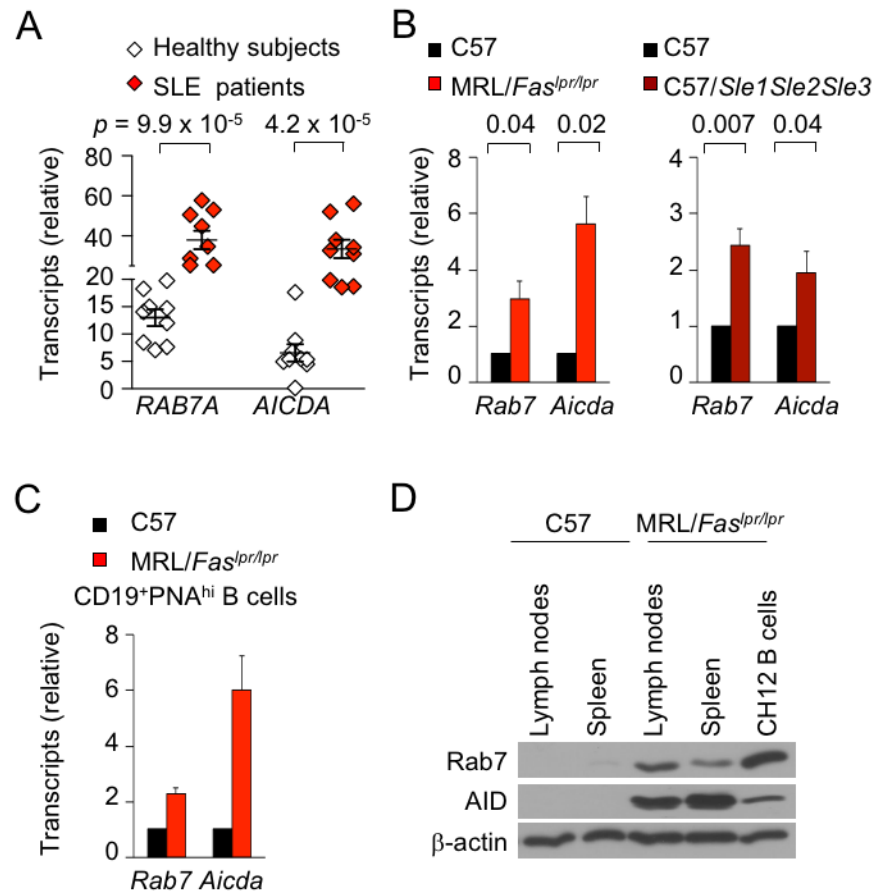 A
Healthy subjects
SLE patients
p = 9.9 x 10-5 4.2 x 10-5
Transcripts (relative)
80
60
40
20
15
10
5
0
RAB7A AICDA
B
C57
MRL/Faslpr/lpr
0.04 0.02
Transcripts (relative)
8
6
4
2
0
Rab7 Aicda
C57
C57/Sle1Sle2Sle3
0.007 0.04
4
3
2
1
0
Rab7 Aicda
C
C57
MRL/Faslpr/lpr
CD19+PNAhi B cells
Transcripts (relative)
8
6
4
2
0
Rab7 Aicda
D
C57 MRL/Faslpr/lpr
Lymph nodes
Spleen
Lymph nodes
Spleen
CH12 B cells
Rab7
AID
β-actin